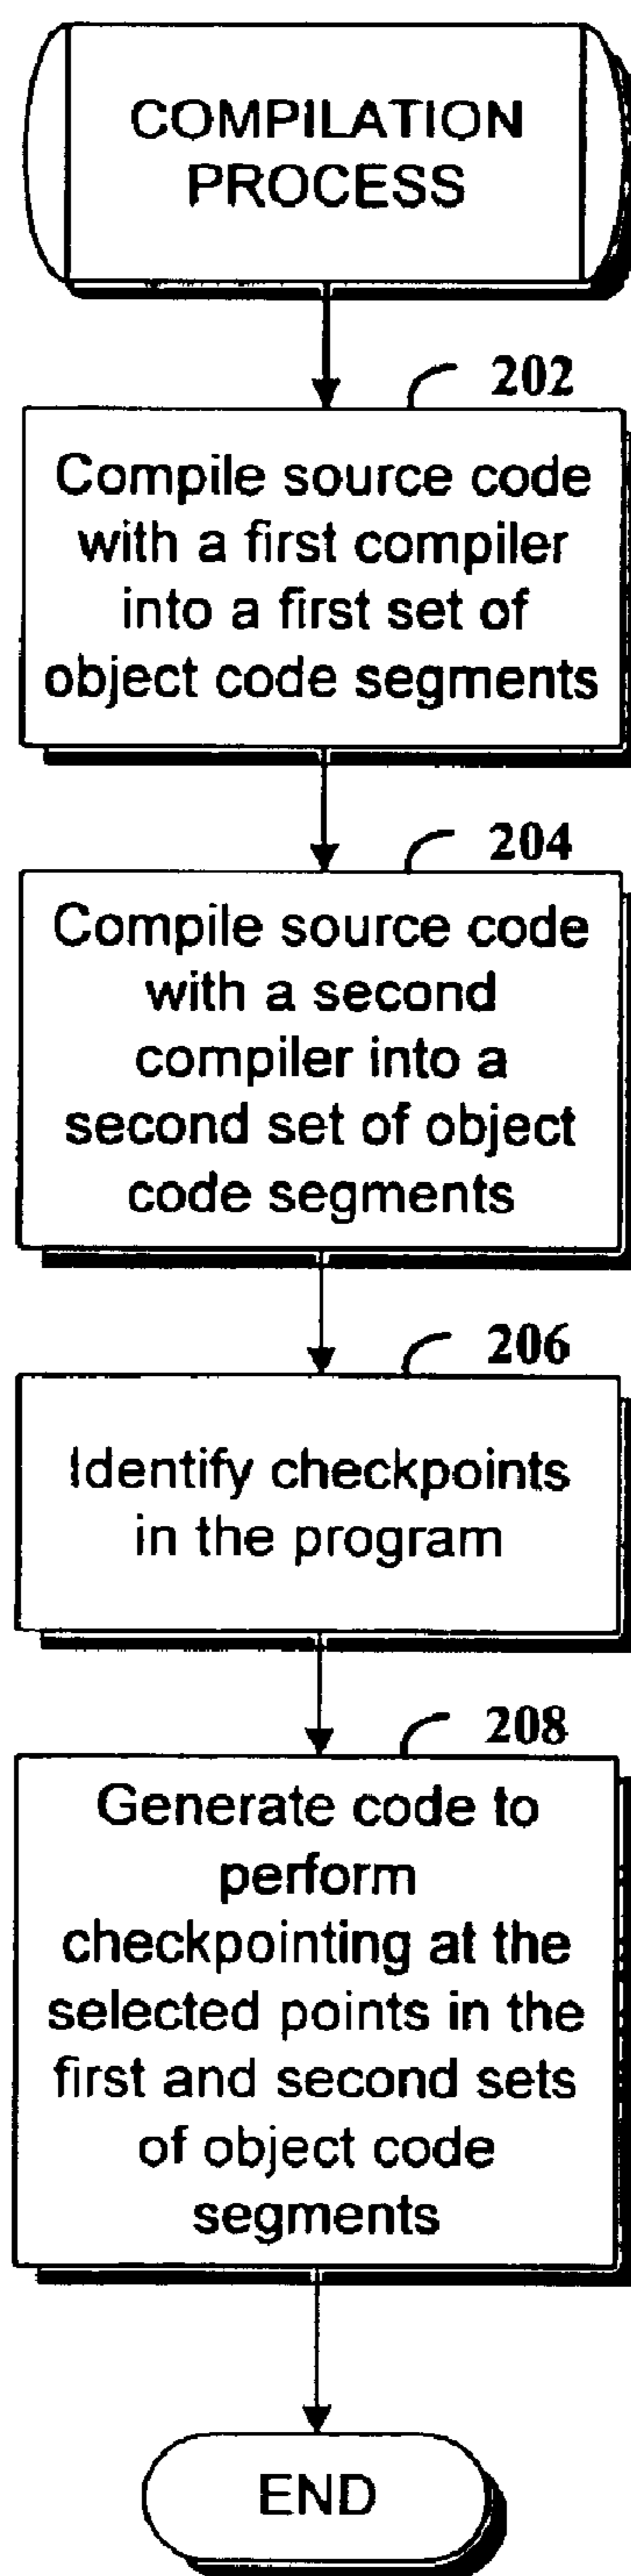 COMPILATION
PROCESS
202
Compile source code
with a first compiler
into a first set of
object code segments
204
Compile source code
with a second
compiler into a
second set of object
code segments
206
Identify checkpoints
in the program
208
Generate code to
perform
checkpointing at the
selected points in the
first and second sets
of object code
segments
END